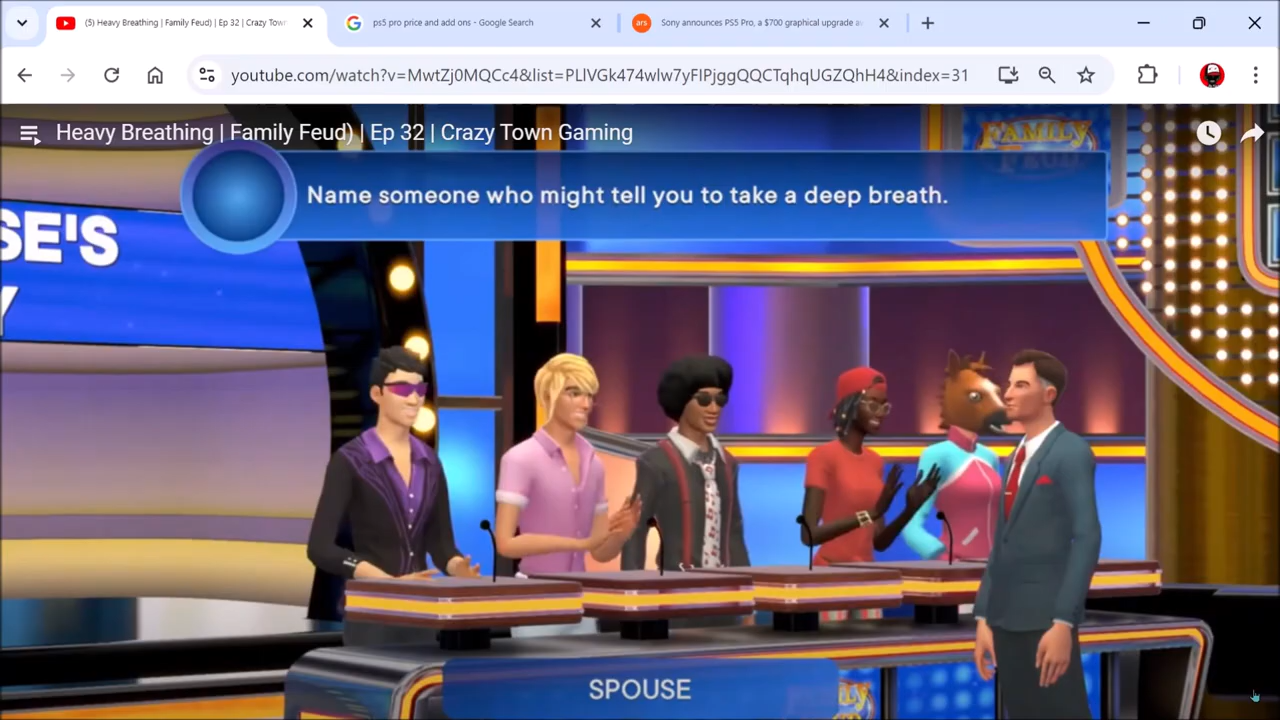 (5) Heavy Breathing | Family Feud) | Ep 32 | Crazy Town
ps5 pro price and add ons - Google Search
ars
Sony announces PS5 Pro, a $700 graphical upgrade
youtube.com/watch?v=MwtZj0MQCc4&list=PLlVGk474wlw7yFIPjggQQCTqhqUGZQhH4&index=31
Heavy Breathing | Family Feud) | Ep 32 | Crazy Town Gaming
FAMILY
FEUD
Name someone who might tell you to take a deep breath.
SE'S
Y
SPOUSE